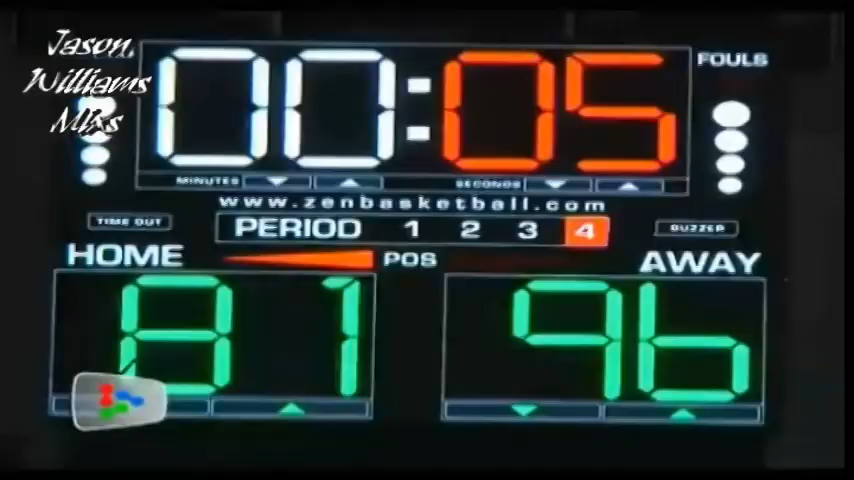 Jason
Williams
Mixs
00:05
FOULS
MINUTES
SECONDS
www.zenbasketball.com
TIME OUT
PERIOD 1 2 3 4
BUZZER
HOME
POS
AWAY
81
96